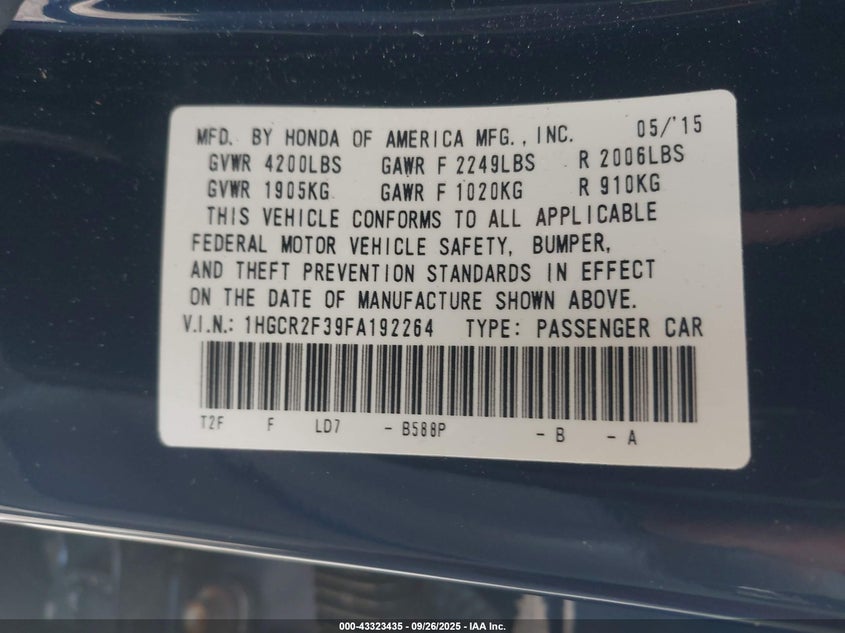 MFD. BY HONDA OF AMERICA MFG., INC. 05/'15
GVWR 4200LBS GAWR F 2249LBS R 2006LBS
GVWR 1905KG GAWR F 1020KG R 910KG
THIS VEHICLE CONFORMS TO ALL APPLICABLE
FEDERAL MOTOR VEHICLE SAFETY, BUMPER,
AND THEFT PREVENTION STANDARDS IN EFFECT
ON THE DATE OF MANUFACTURE SHOWN ABOVE.
V.I.N.: 1HGCR2F39FA192264 TYPE: PASSENGER CAR
T2F F LD7 - B588P - B - A
000-43323435 - 09/26/2025 - IAA Inc.